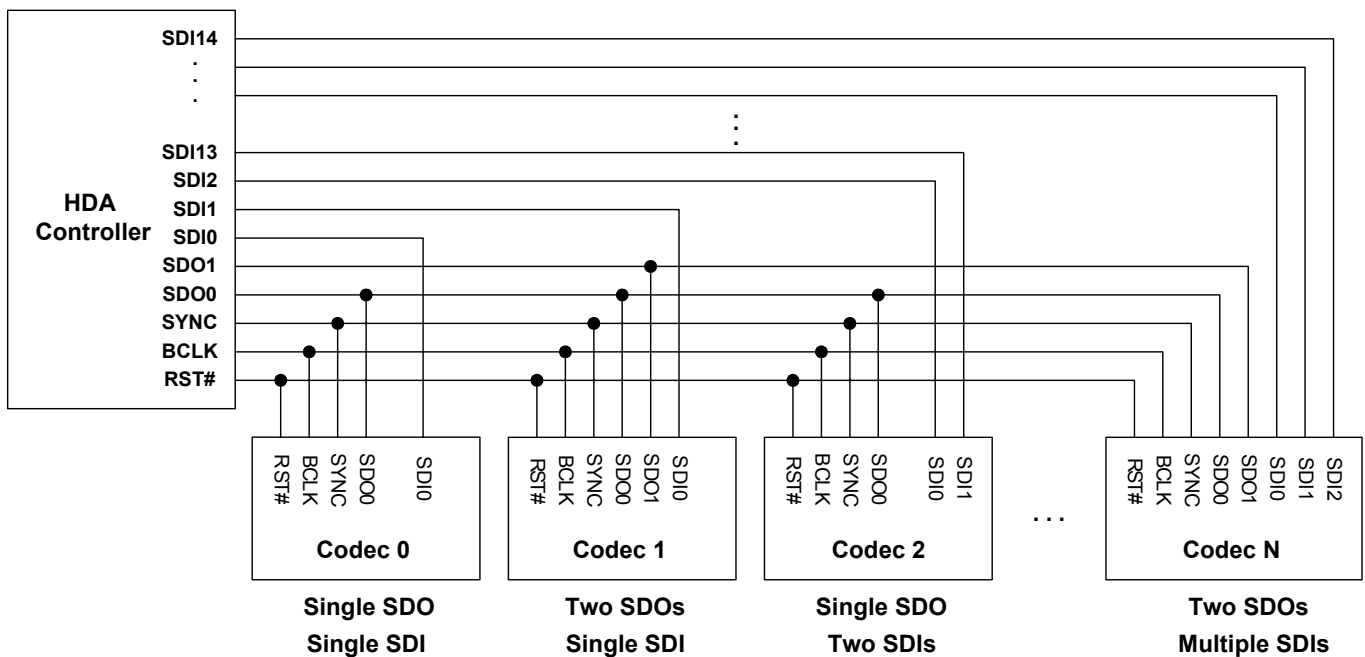 SDI14
.
.
.
SDI13
SDI2
SDI1
SDI0
SDO1
SDO0
SYNC
BCLK
RST#
HDA
Controller
.
.
.
RST#
BCLK
SYNC
SDO0
SDI0
Codec 0
Single SDO
Single SDI
RST#
BCLK
SYNC
SDO0
SDO1
SDI0
Codec 1
Two SDOs
Single SDI
RST#
BCLK
SYNC
SDO0
SDI0
SDI1
Codec 2
Single SDO
Two SDIs
. . .
RST#
BCLK
SYNC
SDO0
SDO1
SDI0
SDI1
SDI2
Codec N
Two SDOs
Multiple SDIs